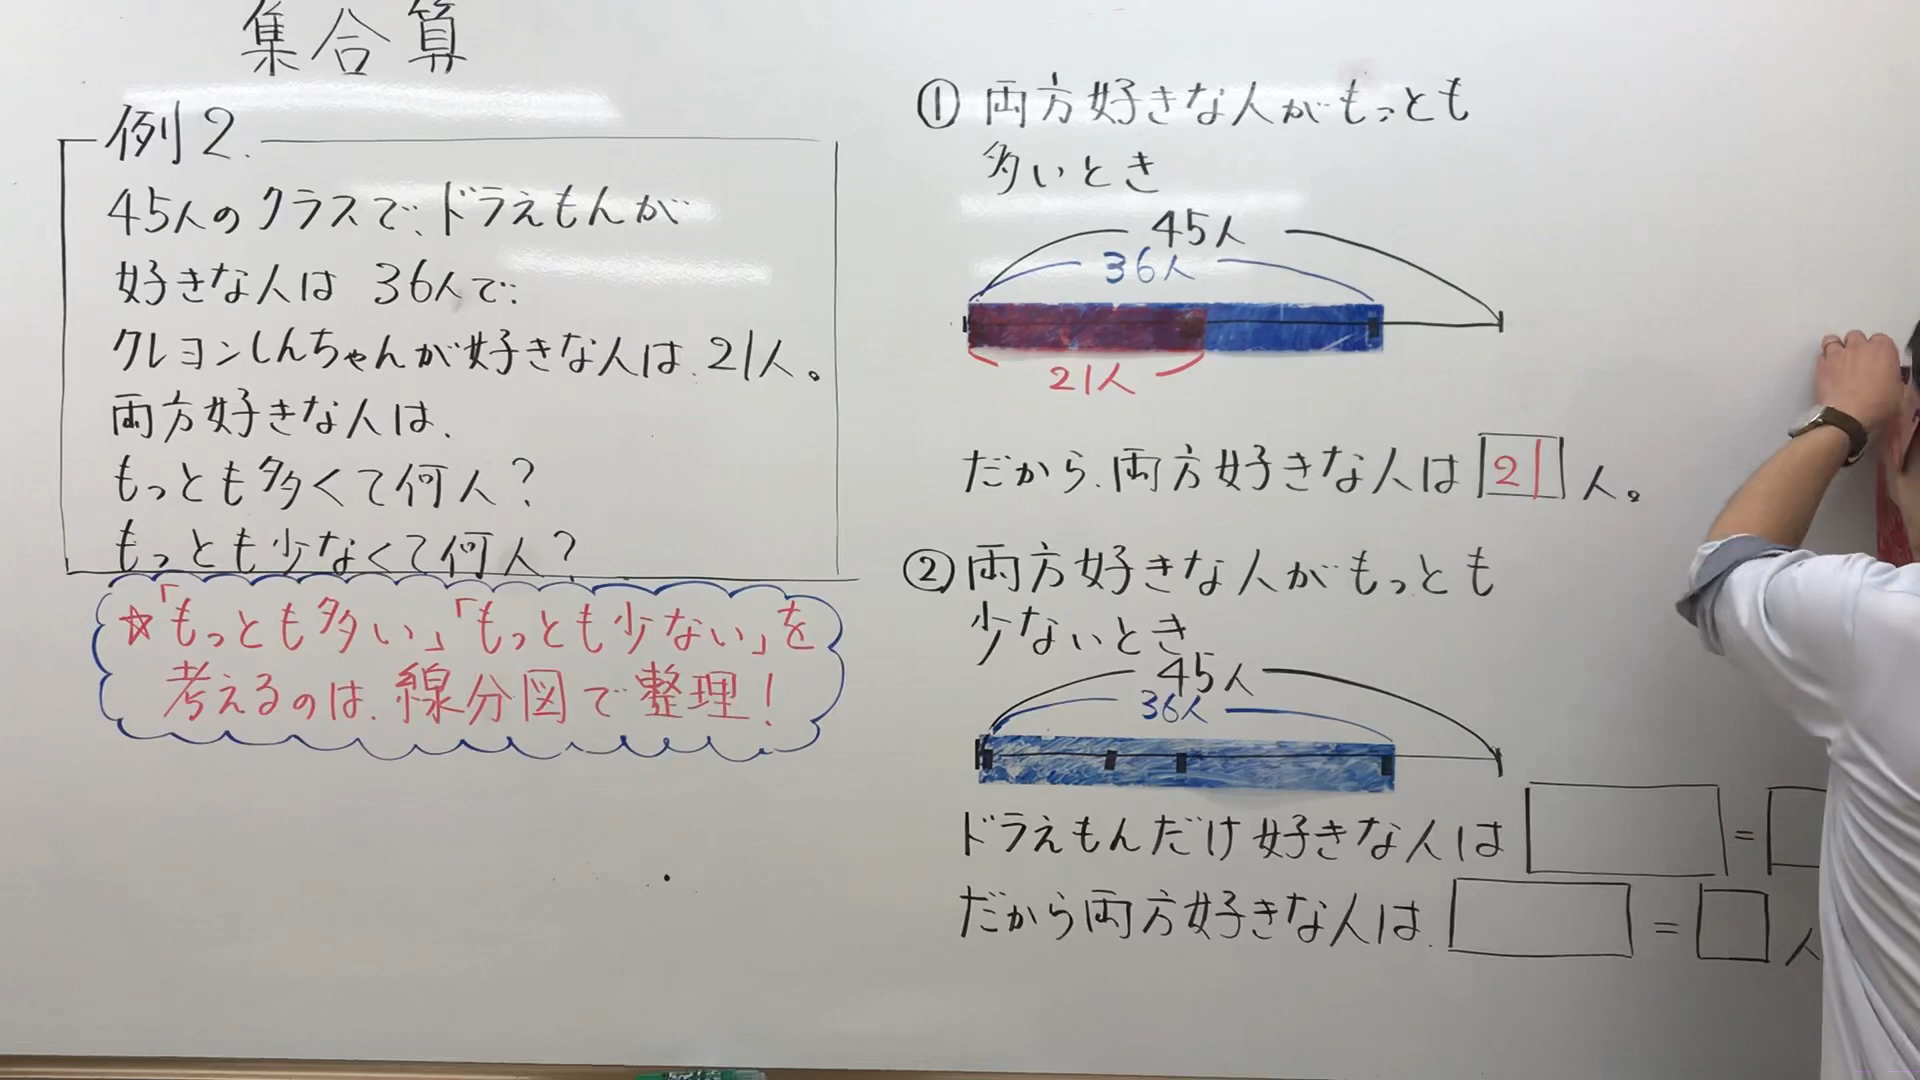 集合算
例2.
45人のクラスで、ドラえもんが
好きな人は 36人で、
クレヨンしんちゃんが好きな人は、21人。
両方好きな人は、
もっとも多くて何人?
もっとも少なくて何人?
☆「もっとも多い」「もっとも少ない」を
考えるのは、線分図で整理!
① 両方好きな人がもっとも
多いとき
45人
36人
21人
だから、両方好きな人は 21 人。
② 両方好きな人がもっとも
少ないとき
45人
36人
ドラえもんだけ好きな人は =
だから両方好きな人は、 = 人